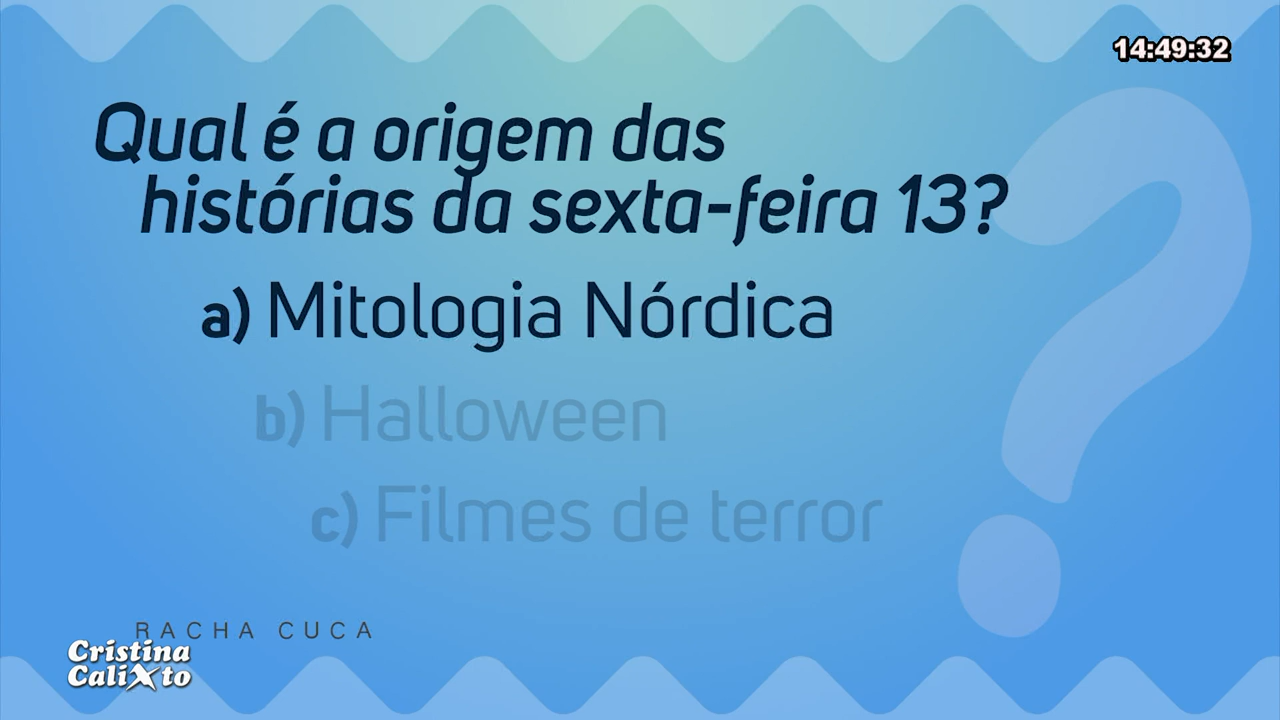 14:49:32
Qual é a origem das
histórias da sexta-feira 13?
a) Mitologia Nórdica
b) Halloween
c) Filmes de terror
RACHA CUCA
Cristina
Calixto